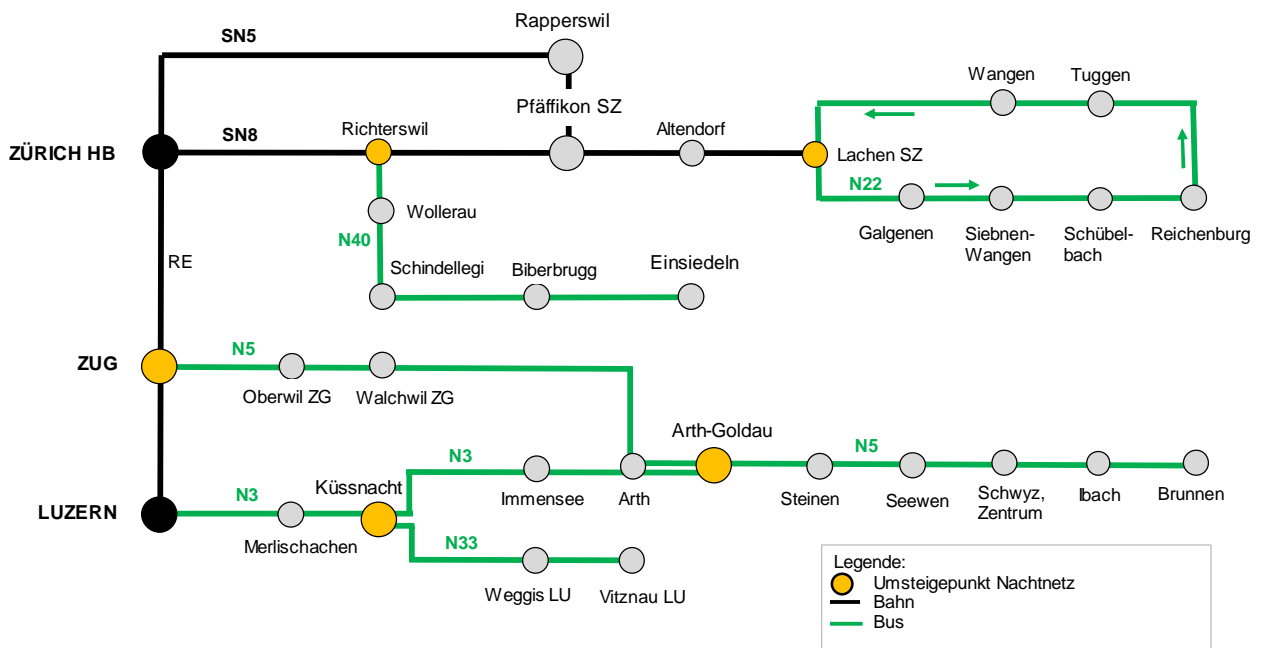 SN5
Rapperswil
Wangen
Tuggen
Pfäffikon SZ
Richterswil
Altendorf
SN8
ZÜRICH HB
Lachen SZ
N22
Wollerau
Galgenen
Siebnen-
Wangen
Schübel-
bach
Reichenburg
N40
RE
Schindellegi
Biberbrugg
Einsiedeln
N5
ZUG
Oberwil ZG
Walchwil ZG
Arth-Goldau
N3
N5
Küssnacht
N3
Immensee
Arth
Steinen
Seewen
Schwyz,
Zentrum
Ibach
Brunnen
LUZERN
Merlischachen
N33
Weggis LU
Vitznau LU
Legende:
Umsteigepunkt Nachtnetz
Bahn
Bus